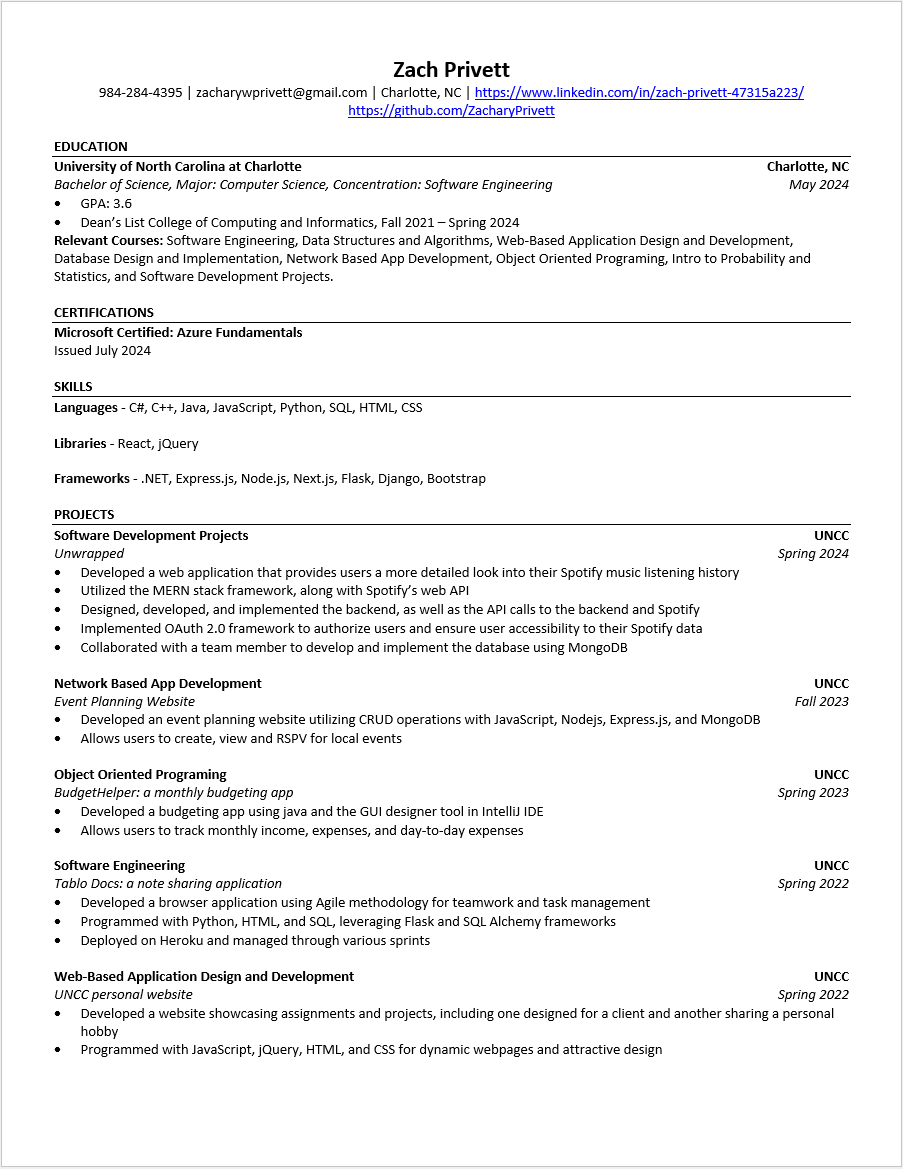 Zach Privett
984-284-4395 | zacharywprivett@gmail.com | Charlotte, NC | https://www.linkedin.com/in/zach-privett-47315a223/
https://github.com/ZacharyPrivett
EDUCATION
University of North Carolina at Charlotte Charlotte, NC
Bachelor of Science, Major: Computer Science, Concentration: Software Engineering May 2024
• GPA: 3.6
• Dean’s List College of Computing and Informatics, Fall 2021 – Spring 2024
Relevant Courses: Software Engineering, Data Structures and Algorithms, Web-Based Application Design and Development,
Database Design and Implementation, Network Based App Development, Object Oriented Programing, Intro to Probability and
Statistics, and Software Development Projects.
CERTIFICATIONS
Microsoft Certified: Azure Fundamentals
Issued July 2024
SKILLS
Languages - C#, C++, Java, JavaScript, Python, SQL, HTML, CSS
Libraries - React, jQuery
Frameworks - .NET, Express.js, Node.js, Next.js, Flask, Django, Bootstrap
PROJECTS
Software Development Projects UNCC
Unwrapped Spring 2024
• Developed a web application that provides users a more detailed look into their Spotify music listening history
• Utilized the MERN stack framework, along with Spotify’s web API
• Designed, developed, and implemented the backend, as well as the API calls to the backend and Spotify
• Implemented OAuth 2.0 framework to authorize users and ensure user accessibility to their Spotify data
• Collaborated with a team member to develop and implement the database using MongoDB
Network Based App Development UNCC
Event Planning Website Fall 2023
• Developed an event planning website utilizing CRUD operations with JavaScript, Nodejs, Express.js, and MongoDB
• Allows users to create, view and RSPV for local events
Object Oriented Programing UNCC
BudgetHelper: a monthly budgeting app Spring 2023
• Developed a budgeting app using java and the GUI designer tool in IntelliJ IDE
• Allows users to track monthly income, expenses, and day-to-day expenses
Software Engineering UNCC
Tablo Docs: a note sharing application Spring 2022
• Developed a browser application using Agile methodology for teamwork and task management
• Programmed with Python, HTML, and SQL, leveraging Flask and SQL Alchemy frameworks
• Deployed on Heroku and managed through various sprints
Web-Based Application Design and Development UNCC
UNCC personal website Spring 2022
• Developed a website showcasing assignments and projects, including one designed for a client and another sharing a personal
hobby
• Programmed with JavaScript, jQuery, HTML, and CSS for dynamic webpages and attractive design